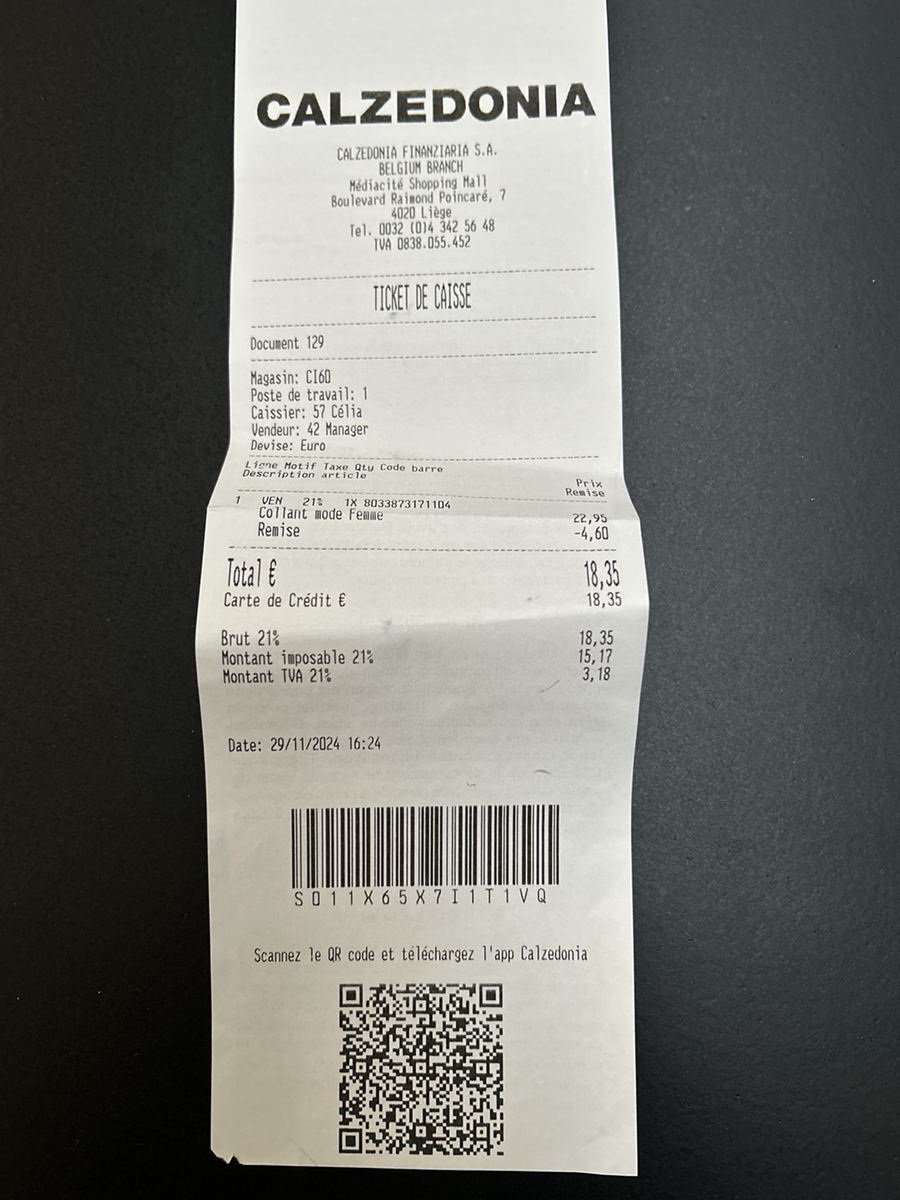 CALZEDONIA
CALZEDONIA FINANZIARIA S.A.
BELGIUM BRANCH
Médiacité Shopping Mall
Boulevard Raimond Poincaré, 7
4020 Liège
Tel. 0032 (0)4 342 56 48
TVA 0838.055.452
TICKET DE CAISSE
Document 129
Magasin: CI60
Poste de travail: 1
Caissier: 57 Célia
Vendeur: 42 Manager
Devise: Euro
Ligne Motif Taxe Qty Code barre Prix
Description article Remise
1 VEN 21% 1X 8033873171104
Collant mode Femme 22,95
Remise -4,60
Total € 18,35
Carte de Crédit € 18,35
Brut 21% 18,35
Montant imposable 21% 15,17
Montant TVA 21% 3,18
Date: 29/11/2024 16:24
S011X65X7I1T1VQ
Scannez le QR code et téléchargez l'app Calzedonia